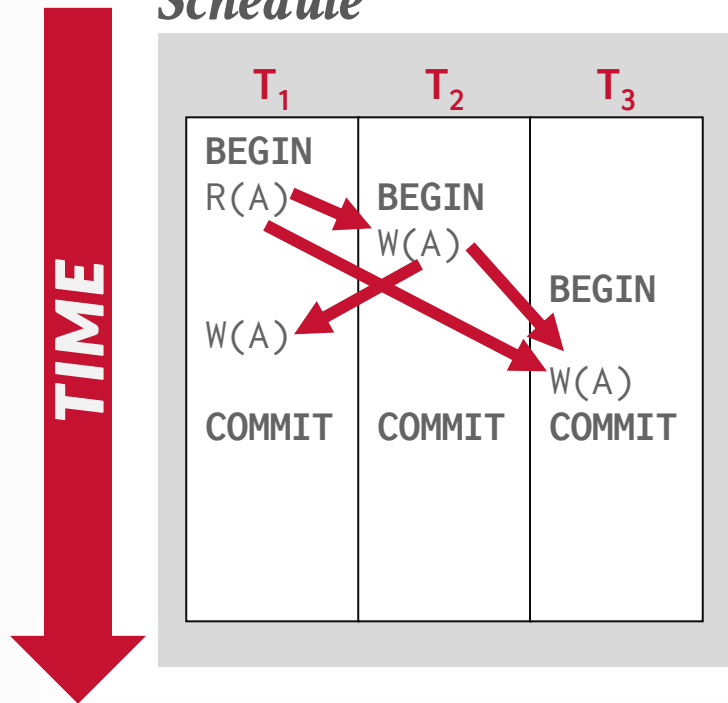 Schedule
TIME
T₁ T₂ T₃
BEGIN
R(A) BEGIN
W(A)
BEGIN
W(A)
W(A)
COMMIT COMMIT COMMIT